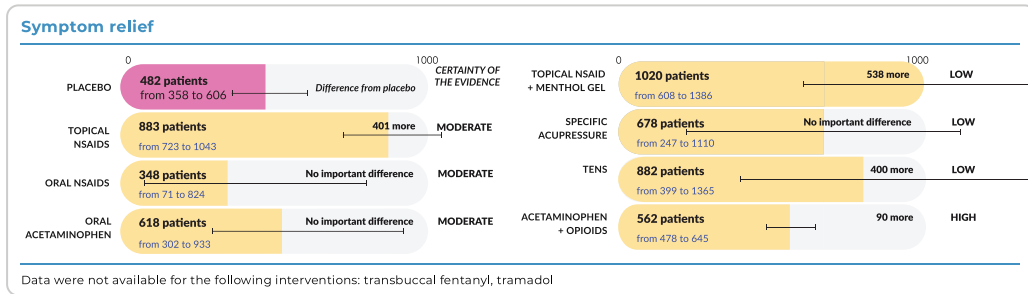 Symptom relief
0 1000
CERTAINTY OF
THE EVIDENCE
PLACEBO
482 patients
from 358 to 606
Difference from placebo
TOPICAL
NSAIDS
883 patients
from 723 to 1043
401 more
MODERATE
ORAL NSAIDS
348 patients
from 71 to 824
No important difference
MODERATE
ORAL
ACETAMINOPHEN
618 patients
from 302 to 933
No important difference
MODERATE
0 1000
TOPICAL NSAID
+ MENTHOL GEL
1020 patients
from 608 to 1386
538 more
LOW
SPECIFIC
ACUPRESSURE
678 patients
from 247 to 1110
No important difference
LOW
TENS
882 patients
from 399 to 1365
400 more
LOW
ACETAMINOPHEN
+ OPIOIDS
562 patients
from 478 to 645
90 more
HIGH
Data were not available for the following interventions: transbuccal fentanyl, tramadol